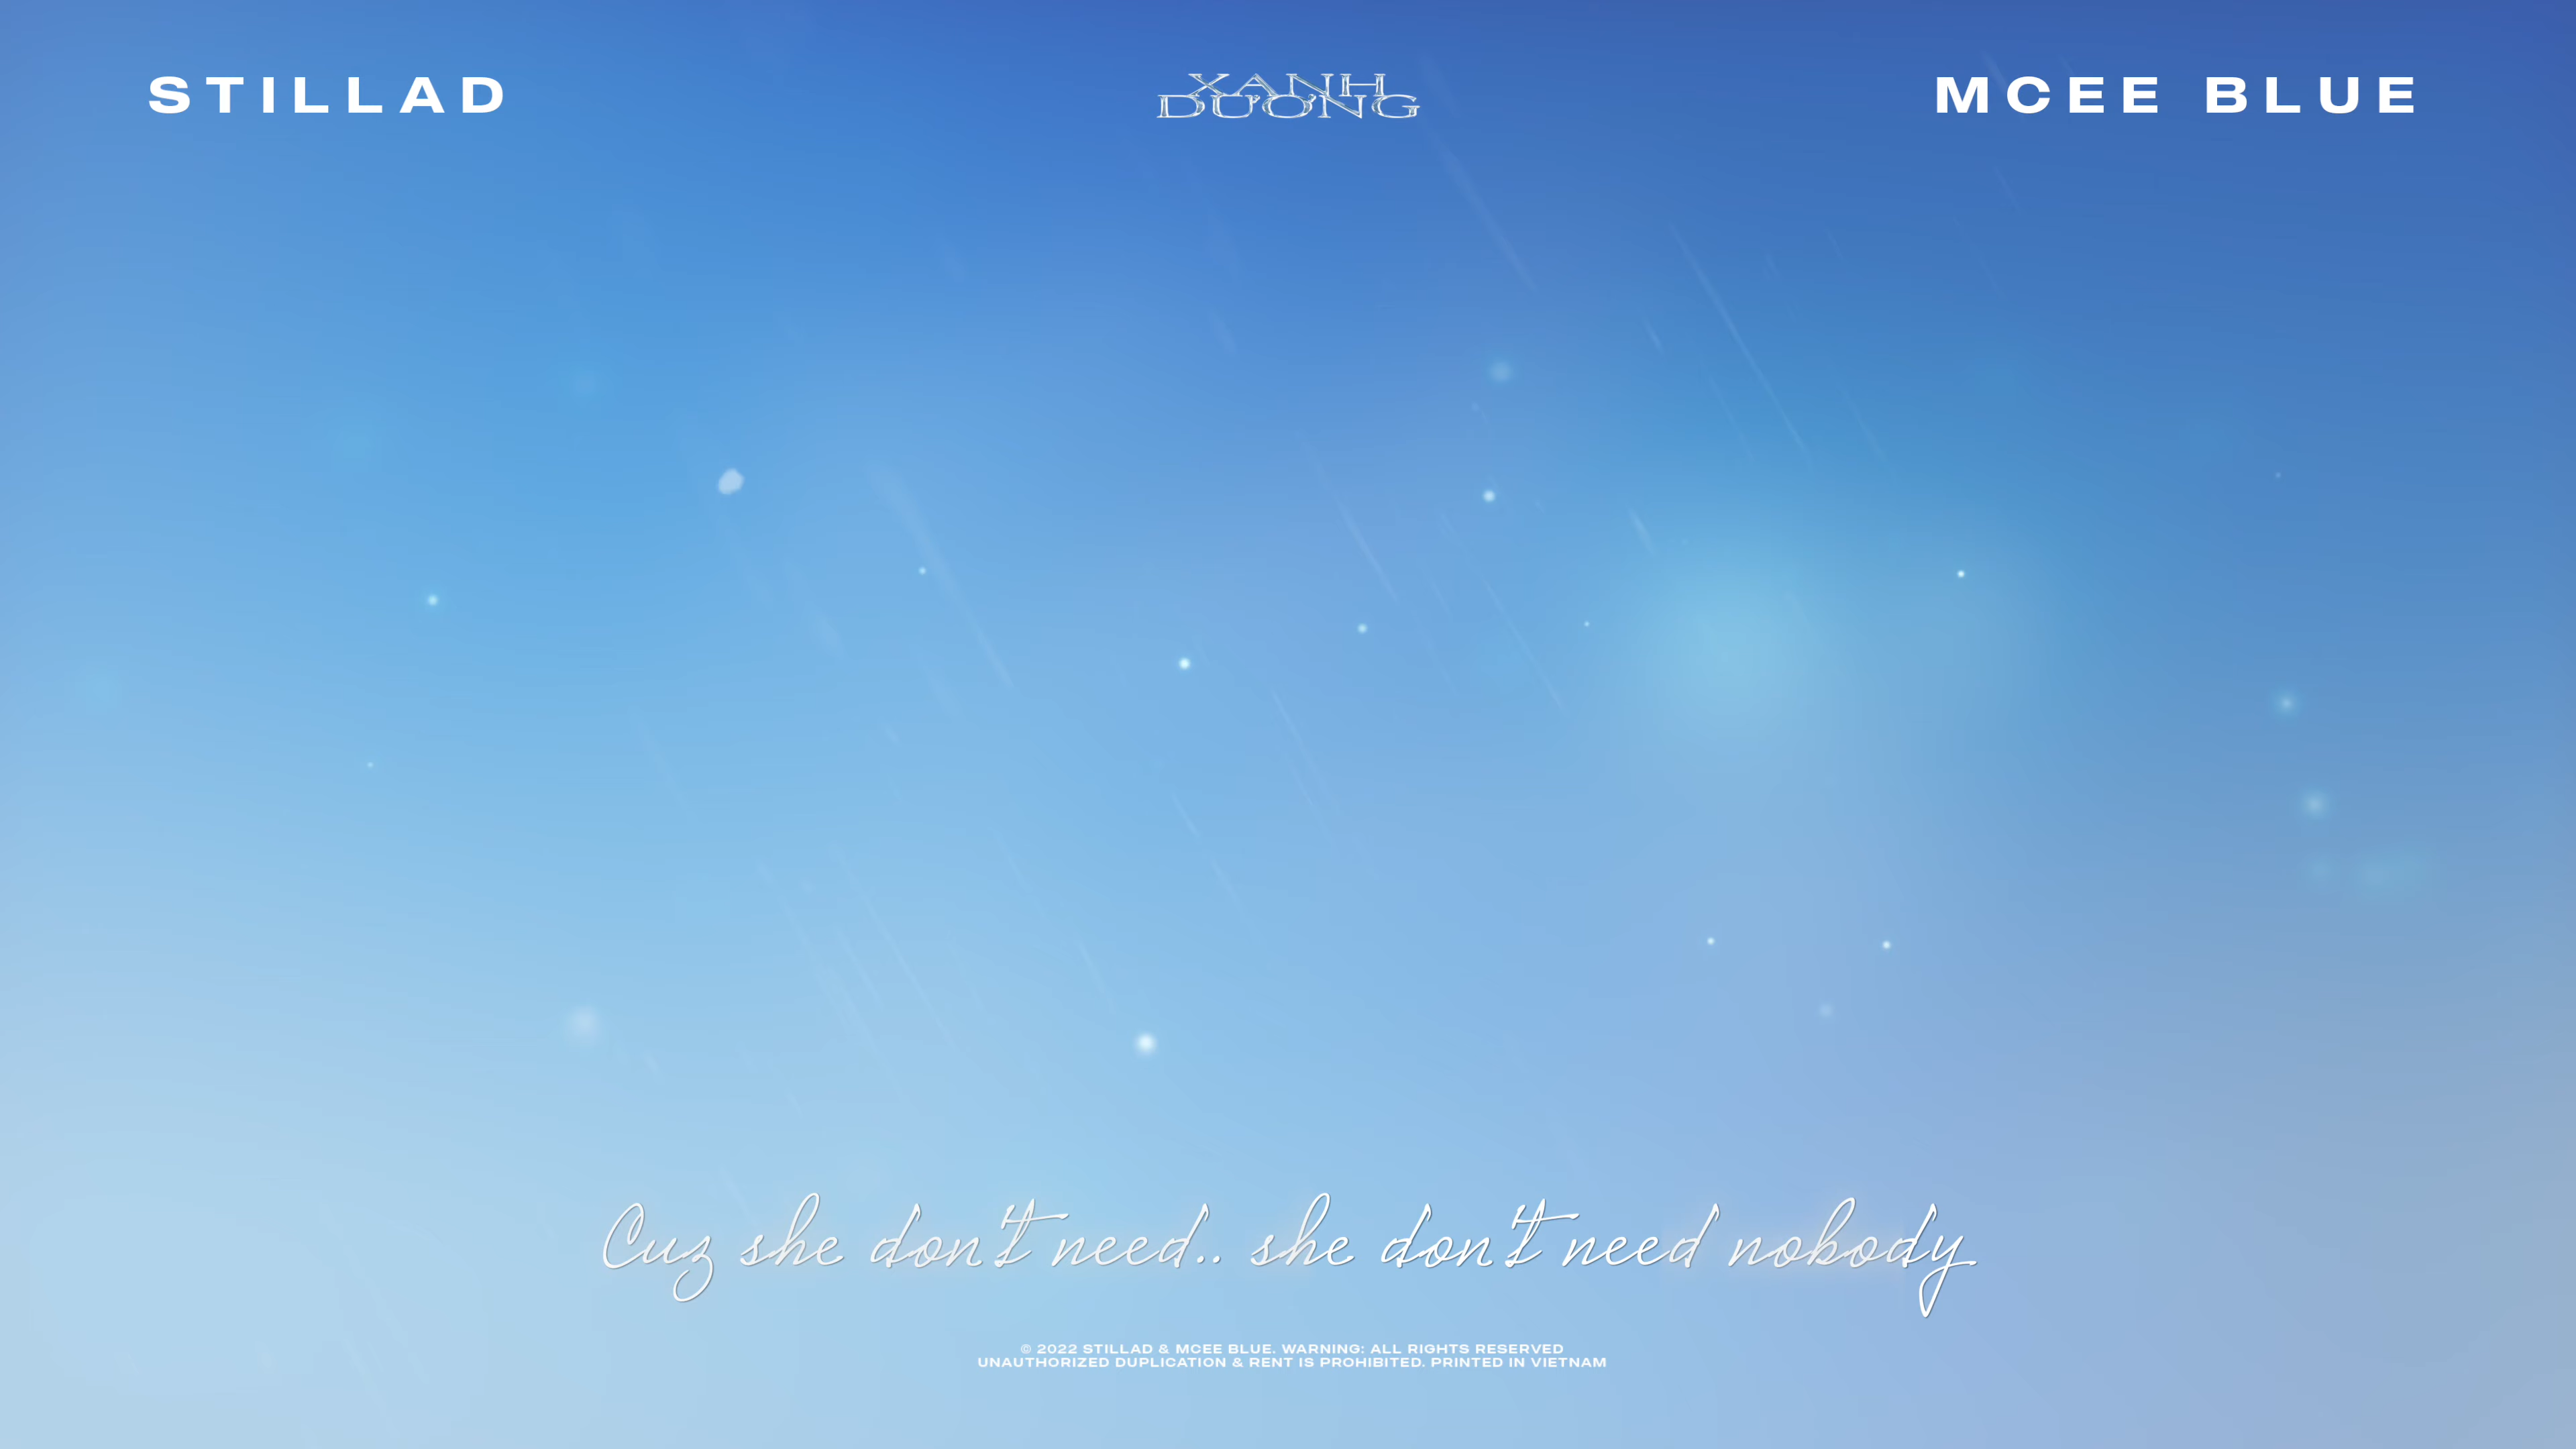 STILLAD
XANH
DƯƠNG
MCEE BLUE
Cuz she don't need.. she don't need nobody
© 2022 STILLAD & MCEE BLUE. WARNING: ALL RIGHTS RESERVED
UNAUTHORIZED DUPLICATION & RENT IS PROHIBITED. PRINTED IN VIETNAM